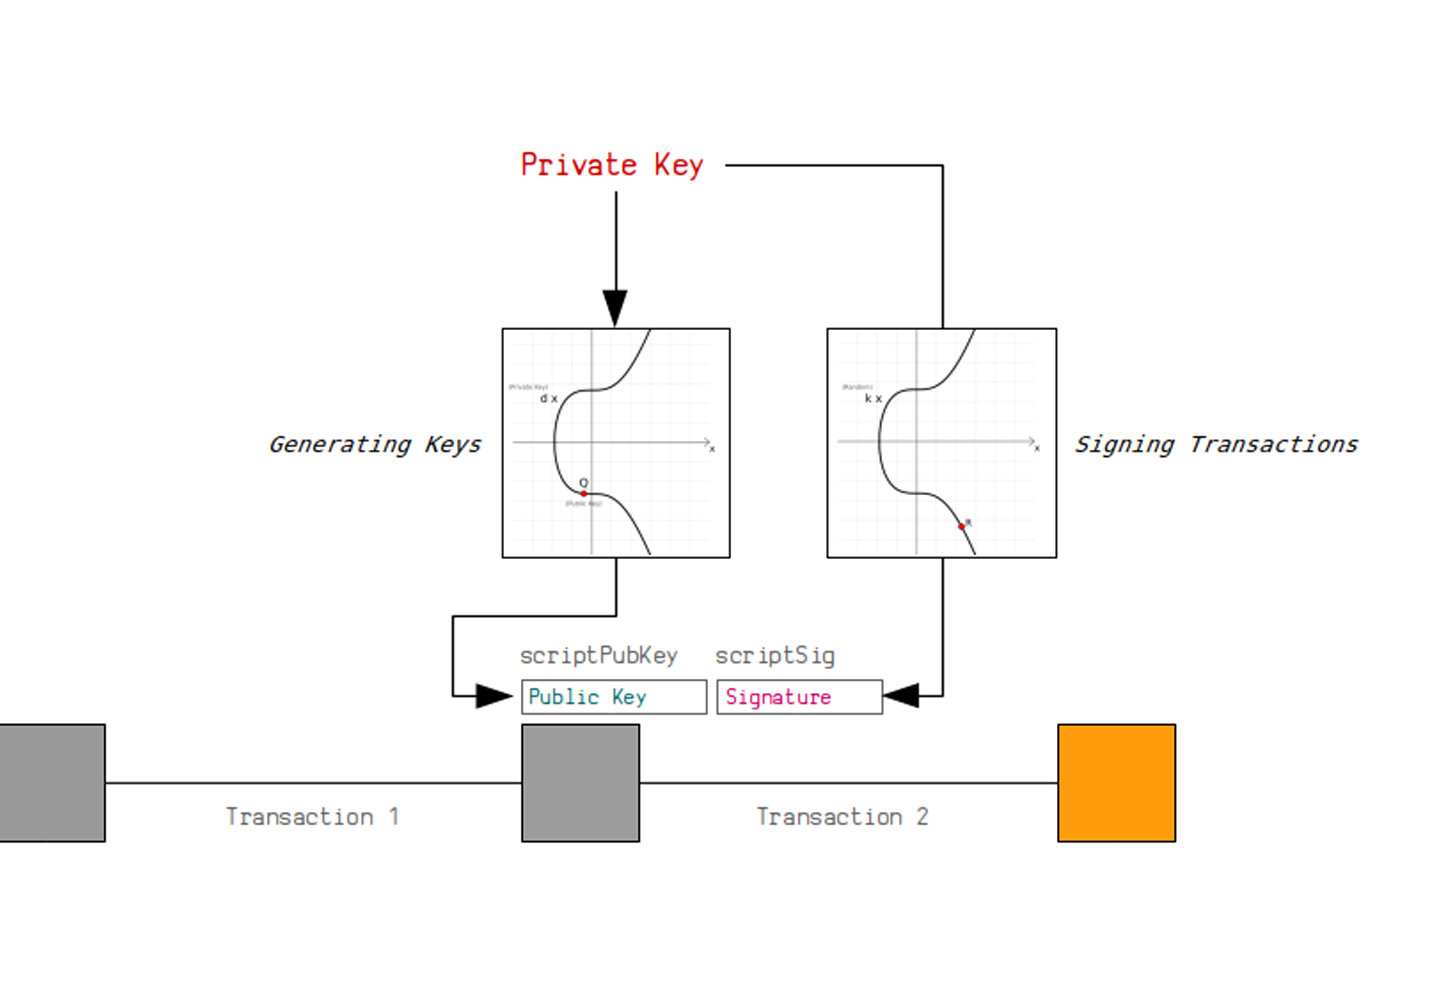 Private Key
(Private Key)
d x
x
Q
(Public Key)
(Random)
k x
x
R
Generating Keys
Signing Transactions
scriptPubKey
scriptSig
Public Key
Signature
Transaction 1
Transaction 2